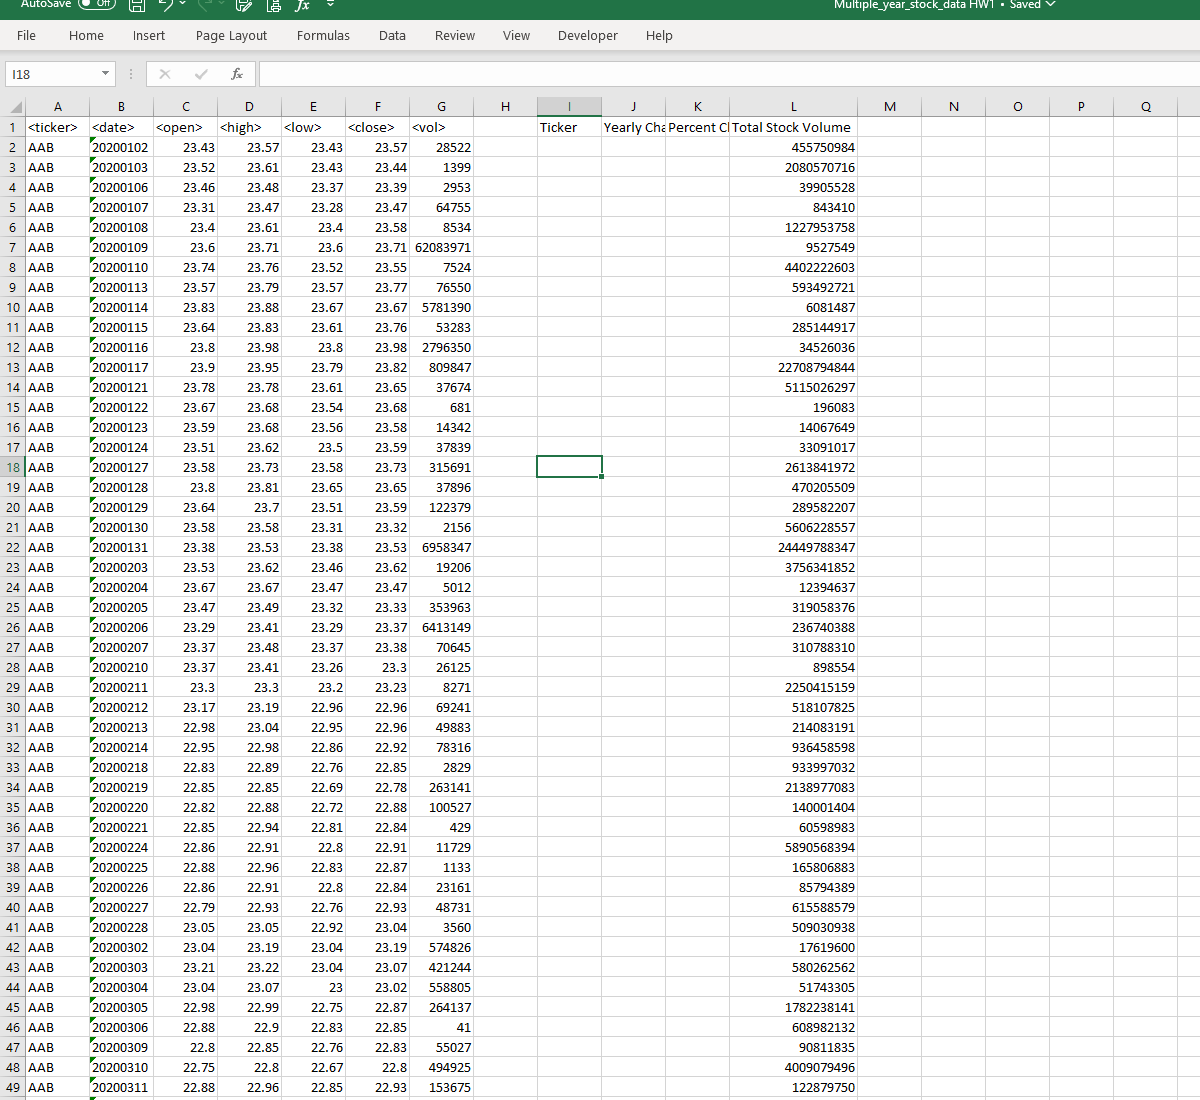 AutoSave Off Multiple_year_stock_data HW1 • Saved
File Home Insert Page Layout Formulas Data Review View Developer Help
I18 fx
A B C D E F G H I J K L M N O P Q
1 <ticker> <date> <open> <high> <low> <close> <vol> Ticker Yearly Cha Percent Cl Total Stock Volume
2 AAB 20200102 23.43 23.57 23.43 23.57 28522 455750984
3 AAB 20200103 23.52 23.61 23.43 23.44 1399 2080570716
4 AAB 20200106 23.46 23.48 23.37 23.39 2953 39905528
5 AAB 20200107 23.31 23.47 23.28 23.47 64755 843410
6 AAB 20200108 23.4 23.61 23.4 23.58 8534 1227953758
7 AAB 20200109 23.6 23.71 23.6 23.71 62083971 9527549
8 AAB 20200110 23.74 23.76 23.52 23.55 7524 4402222603
9 AAB 20200113 23.57 23.79 23.57 23.77 76550 593492721
10 AAB 20200114 23.83 23.88 23.67 23.67 5781390 6081487
11 AAB 20200115 23.64 23.83 23.61 23.76 53283 285144917
12 AAB 20200116 23.8 23.98 23.8 23.98 2796350 34526036
13 AAB 20200117 23.9 23.95 23.79 23.82 809847 22708794844
14 AAB 20200121 23.78 23.78 23.61 23.65 37674 5115026297
15 AAB 20200122 23.67 23.68 23.54 23.68 681 196083
16 AAB 20200123 23.59 23.68 23.56 23.58 14342 14067649
17 AAB 20200124 23.51 23.62 23.5 23.59 37839 33091017
18 AAB 20200127 23.58 23.73 23.58 23.73 315691 2613841972
19 AAB 20200128 23.8 23.81 23.65 23.65 37896 470205509
20 AAB 20200129 23.64 23.7 23.51 23.59 122379 289582207
21 AAB 20200130 23.58 23.58 23.31 23.32 2156 5606228557
22 AAB 20200131 23.38 23.53 23.38 23.53 6958347 24449788347
23 AAB 20200203 23.53 23.62 23.46 23.62 19206 3756341852
24 AAB 20200204 23.67 23.67 23.47 23.47 5012 12394637
25 AAB 20200205 23.47 23.49 23.32 23.33 353963 319058376
26 AAB 20200206 23.29 23.41 23.29 23.37 6413149 236740388
27 AAB 20200207 23.37 23.48 23.37 23.38 70645 310788310
28 AAB 20200210 23.37 23.41 23.26 23.3 26125 898554
29 AAB 20200211 23.3 23.3 23.2 23.23 8271 2250415159
30 AAB 20200212 23.17 23.19 22.96 22.96 69241 518107825
31 AAB 20200213 22.98 23.04 22.95 22.96 49883 214083191
32 AAB 20200214 22.95 22.98 22.86 22.92 78316 936458598
33 AAB 20200218 22.83 22.89 22.76 22.85 2829 933997032
34 AAB 20200219 22.85 22.85 22.69 22.78 263141 2138977083
35 AAB 20200220 22.82 22.88 22.72 22.88 100527 140001404
36 AAB 20200221 22.85 22.94 22.81 22.84 429 60598983
37 AAB 20200224 22.86 22.91 22.8 22.91 11729 5890568394
38 AAB 20200225 22.88 22.96 22.83 22.87 1133 165806883
39 AAB 20200226 22.86 22.91 22.8 22.84 23161 85794389
40 AAB 20200227 22.79 22.93 22.76 22.93 48731 615588579
41 AAB 20200228 23.05 23.05 22.92 23.04 3560 509030938
42 AAB 20200302 23.04 23.19 23.04 23.19 574826 17619600
43 AAB 20200303 23.21 23.22 23.04 23.07 421244 580262562
44 AAB 20200304 23.04 23.07 23 23.02 558805 51743305
45 AAB 20200305 22.98 22.99 22.75 22.87 264137 1782238141
46 AAB 20200306 22.88 22.9 22.83 22.85 41 608982132
47 AAB 20200309 22.8 22.85 22.76 22.83 55027 90811835
48 AAB 20200310 22.75 22.8 22.67 22.8 494925 4009079496
49 AAB 20200311 22.88 22.96 22.85 22.93 153675 122879750